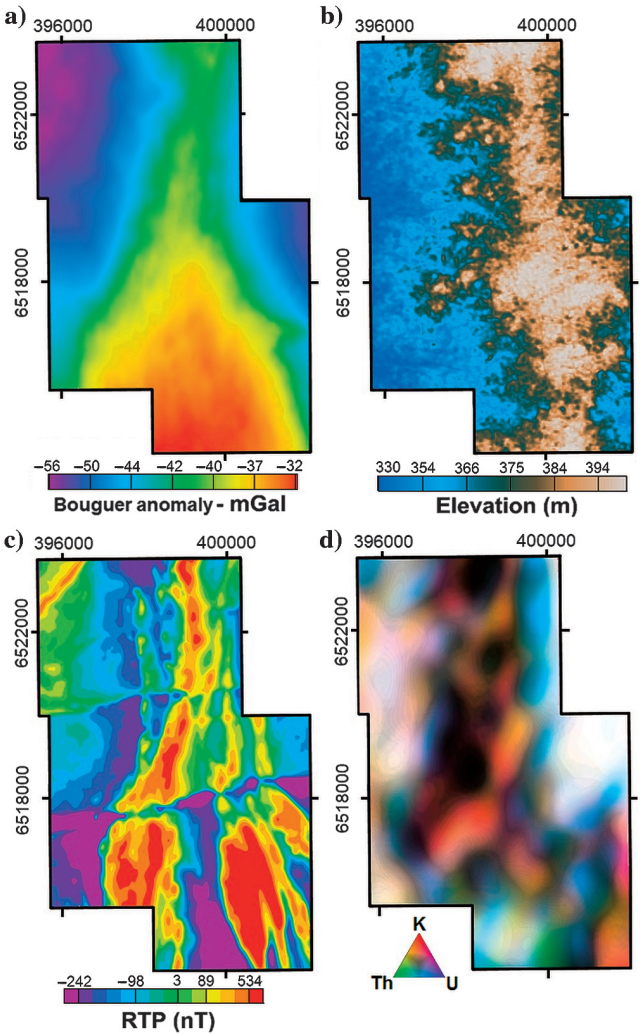 a)
396000 400000
6522000
6518000
−56 −50 −44 −42 −40 −37 −32
Bouguer anomaly - mGal
b)
396000 400000
6522000
6518000
330 354 366 375 384 394
Elevation (m)
c)
396000 400000
6522000
6518000
−242 −98 3 89 534
RTP (nT)
d)
396000 400000
6522000
6518000
K
Th U